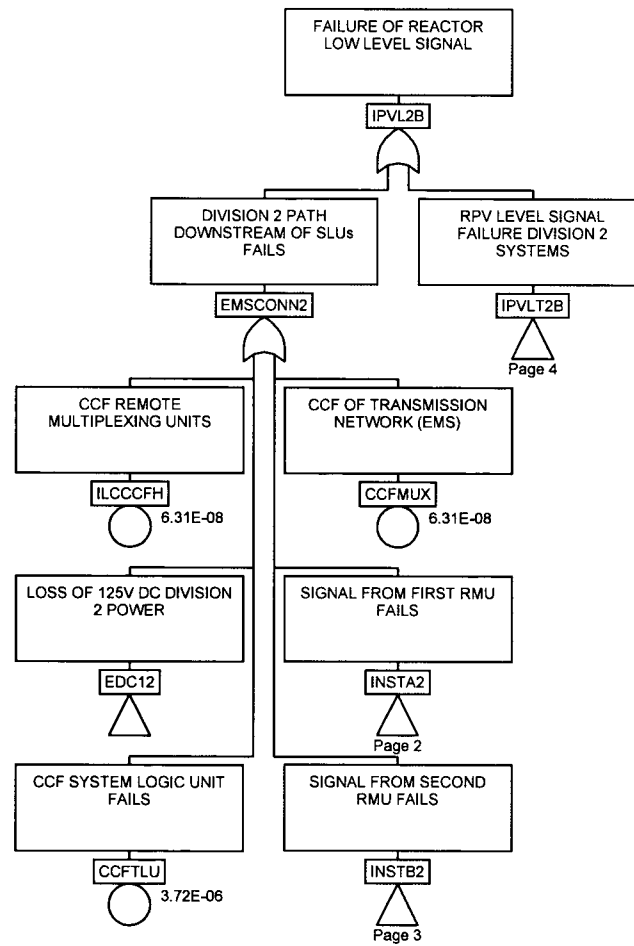 FAILURE OF REACTOR
LOW LEVEL SIGNAL
IPVL2B
DIVISION 2 PATH
DOWNSTREAM OF SLUs
FAILS
EMSCONN2
RPV LEVEL SIGNAL
FAILURE DIVISION 2
SYSTEMS
IPVLT2B
Page 4
CCF REMOTE
MULTIPLEXING UNITS
ILCCCFH
6.31E-08
CCF OF TRANSMISSION
NETWORK (EMS)
CCFMUX
6.31E-08
LOSS OF 125V DC DIVISION
2 POWER
EDC12
SIGNAL FROM FIRST RMU
FAILS
INSTA2
Page 2
CCF SYSTEM LOGIC UNIT
FAILS
CCFTLU
3.72E-06
SIGNAL FROM SECOND
RMU FAILS
INSTB2
Page 3